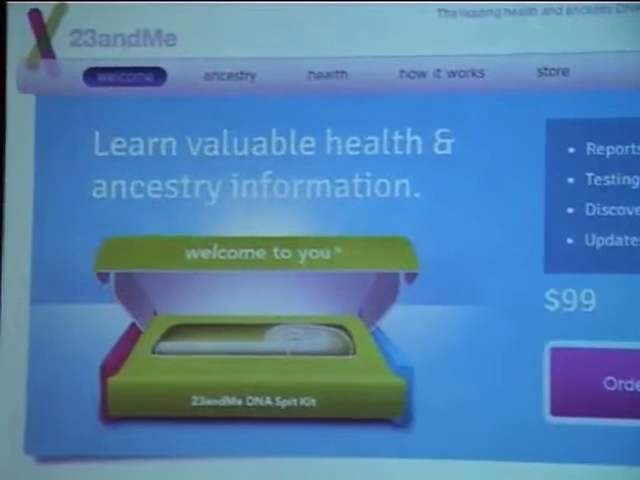 The leading health and ancestry DNA
23andMe
welcome
ancestry
health
how it works
store
Learn valuable health &
ancestry information.
Reports
Testing
Discove
Update
$99
Orde
welcome to you
23andMe DNA Spit Kit